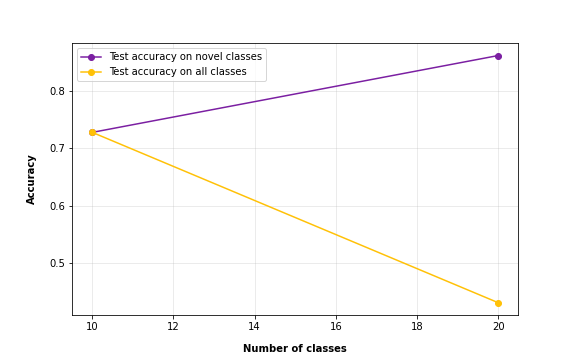 Test accuracy on novel classes
Test accuracy on all classes
0.8
0.7
0.6
0.5
Accuracy
10 12 14 16 18 20
Number of classes